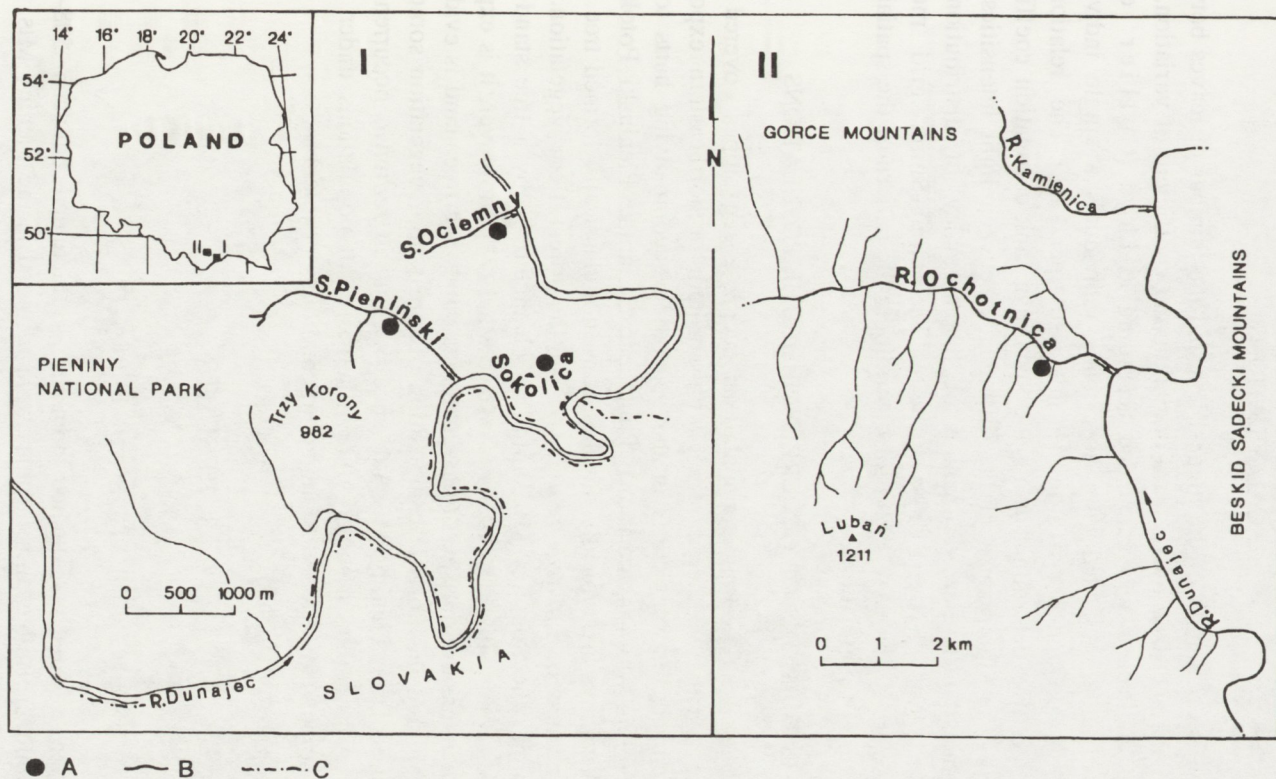 14° 16° 18° 20° 22° 24°
54°
52°
50°
POLAND
II I
I
S.Ociemny
S.Pieniński
Sokólica
PIENINY
NATIONAL PARK
Trzy Korony
982
0 500 1000 m
R.Dunajec
SLOVAKIA
N
II
GORCE MOUNTAINS
R.Kamienica
R.Ochotnica
BESKID SĄDECKI MOUNTAINS
Lubań
1211
0 1 2 km
R.Dunajec
A B C